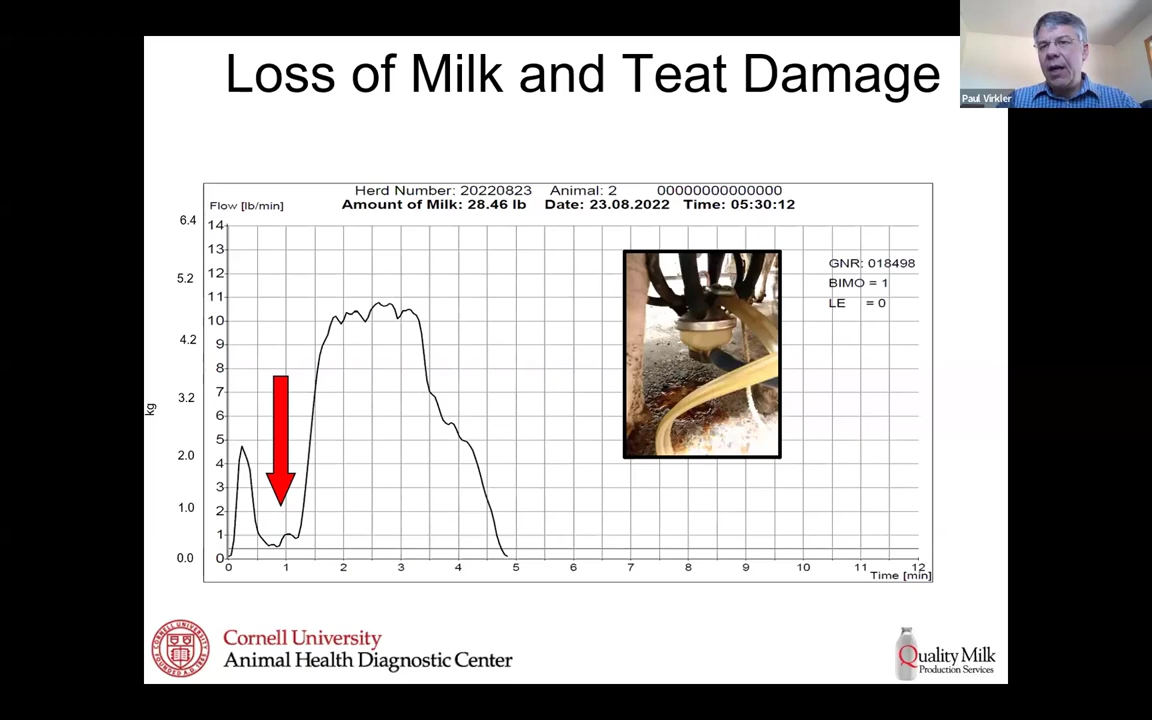 Loss of Milk and Teat Damage
Paul Virkler
Herd Number: 20220823 Animal: 2 00000000000000
Flow [lb/min] Amount of Milk: 28.46 lb Date: 23.08.2022 Time: 05:30:12
6.4
5.2
4.2
3.2
2.0
1.0
0.0
kg
14
13
12
11
10
9
8
7
6
5
4
3
2
1
0
GNR: 018498
BIMO = 1
LE = 0
0 1 2 3 4 5 6 7 8 9 10 11 12
Time [min]
Cornell University
Animal Health Diagnostic Center
Quality Milk
Production Services